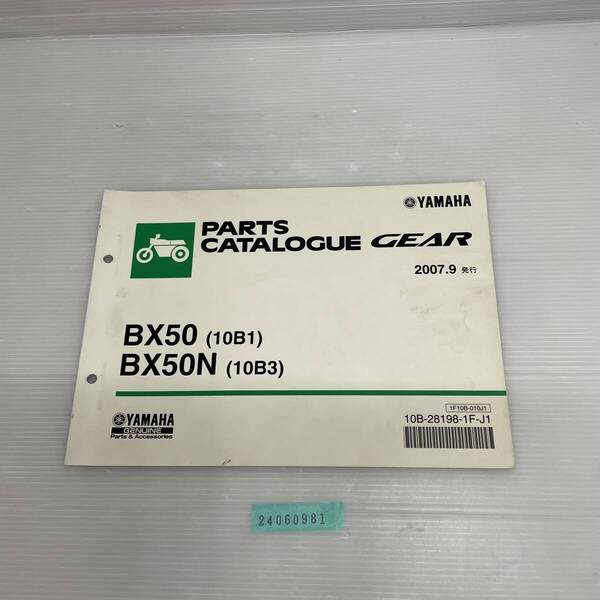 YAMAHA
PARTS
CATALOGUE GEAR
2007.9 発行
BX50 (10B1)
BX50N (10B3)
YAMAHA
GENUINE
Parts & Accessories
1F10B-010J1
10B-28198-1F-J1
24060981